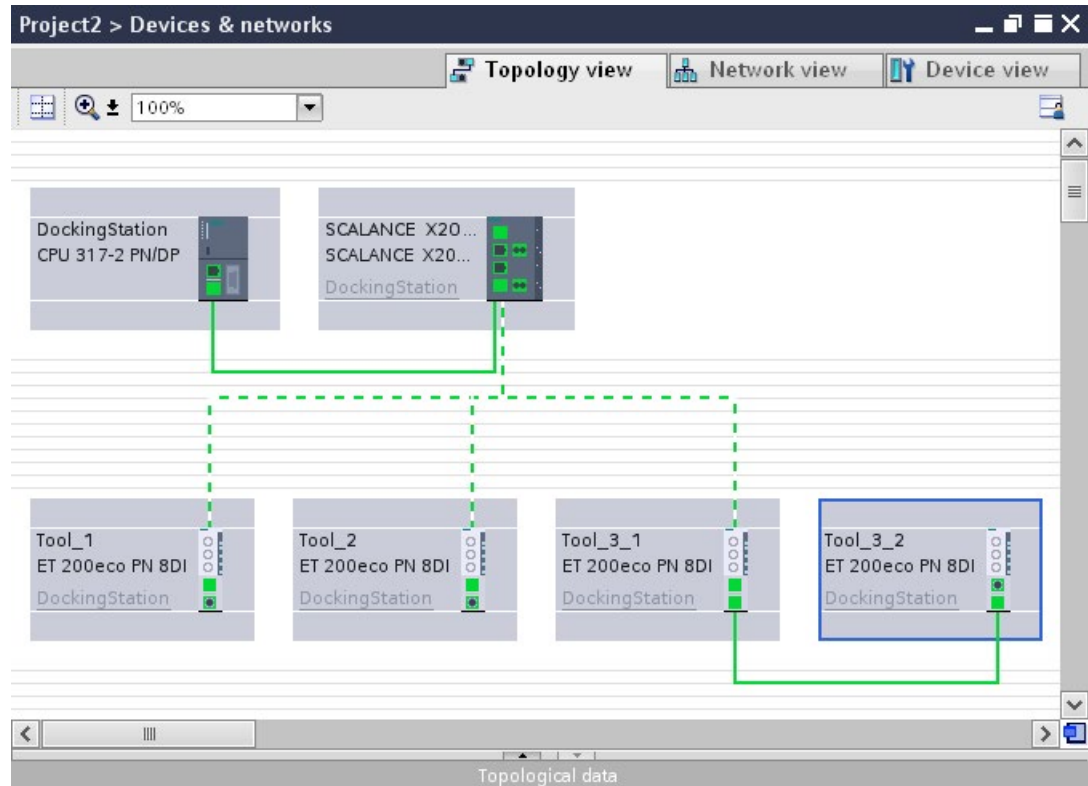 Project2 > Devices & networks
Topology view
Network view
Device view
100%
DockingStation
CPU 317-2 PN/DP
SCALANCE X20...
SCALANCE X20...
DockingStation
Tool_1
ET 200eco PN 8DI
DockingStation
Tool_2
ET 200eco PN 8DI
DockingStation
Tool_3_1
ET 200eco PN 8DI
DockingStation
Tool_3_2
ET 200eco PN 8DI
DockingStation
Topological data